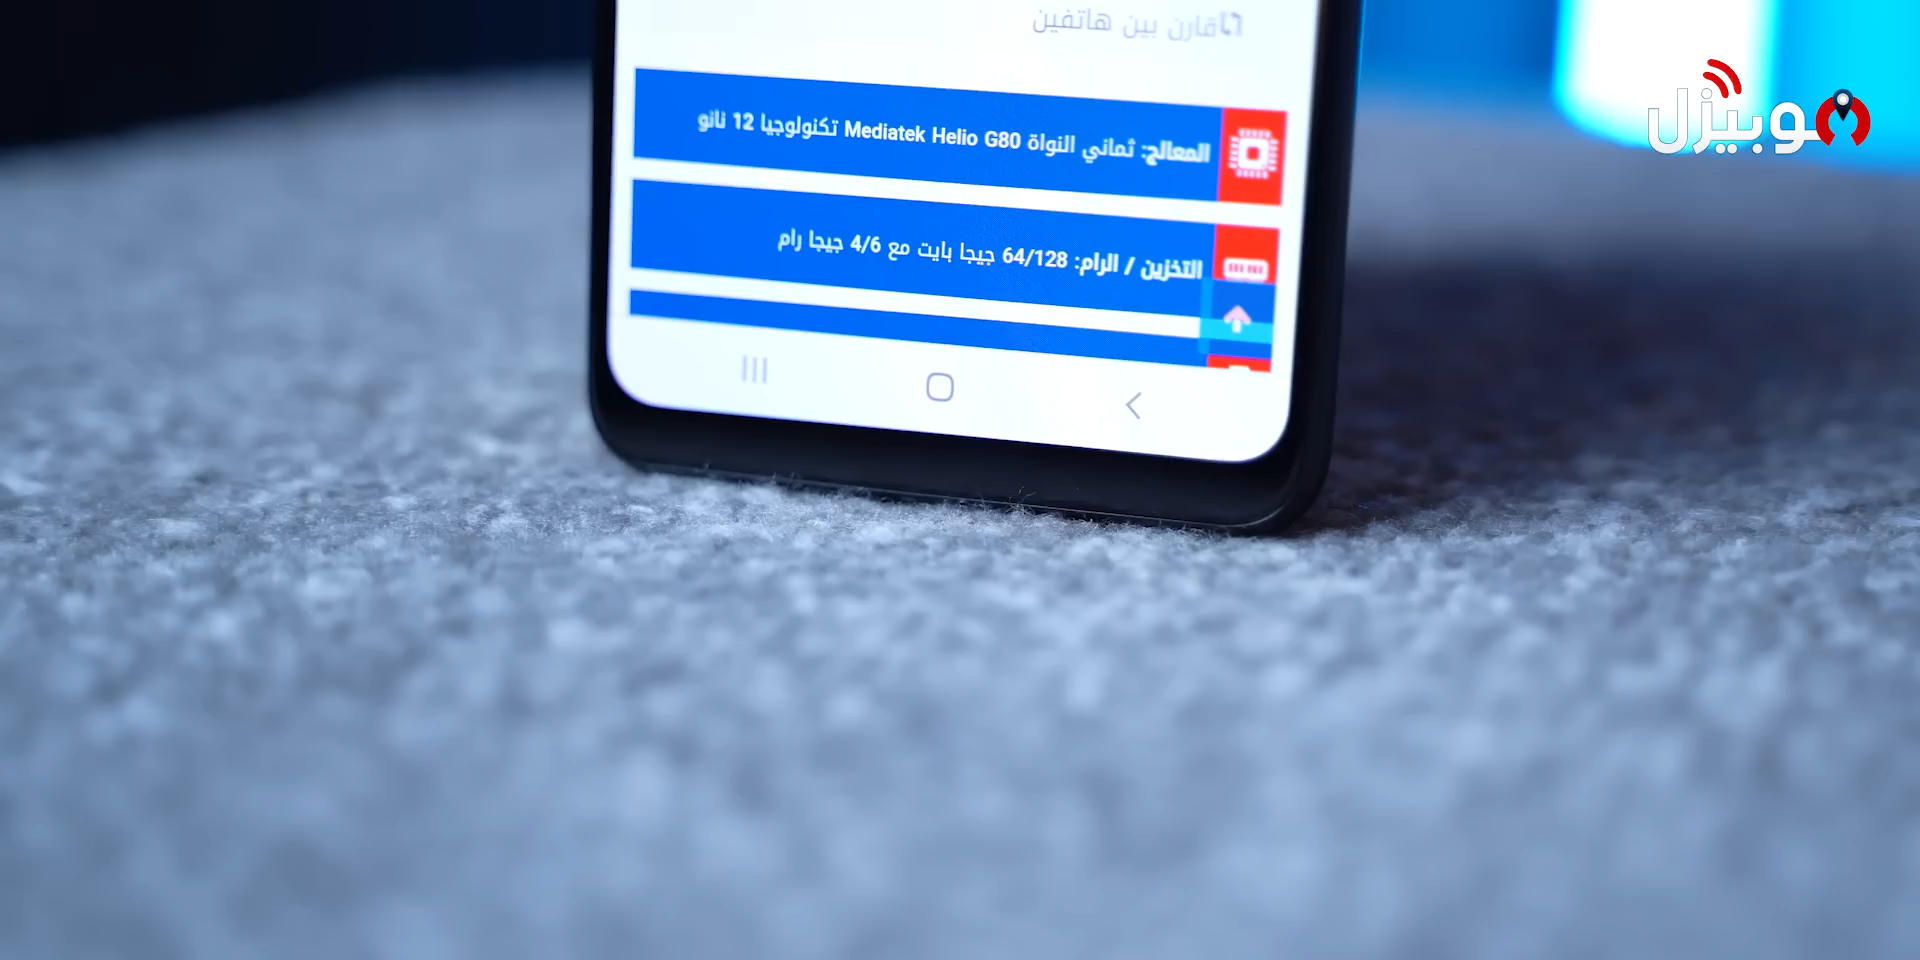 قارن بين هاتفين
المعالج: ثماني النواة Mediatek Helio G80 تكنولوجيا 12 نانو
التخزين / الرام: 64/128 جيجا بايت مع 4/6 جيجا رام
موبيزل